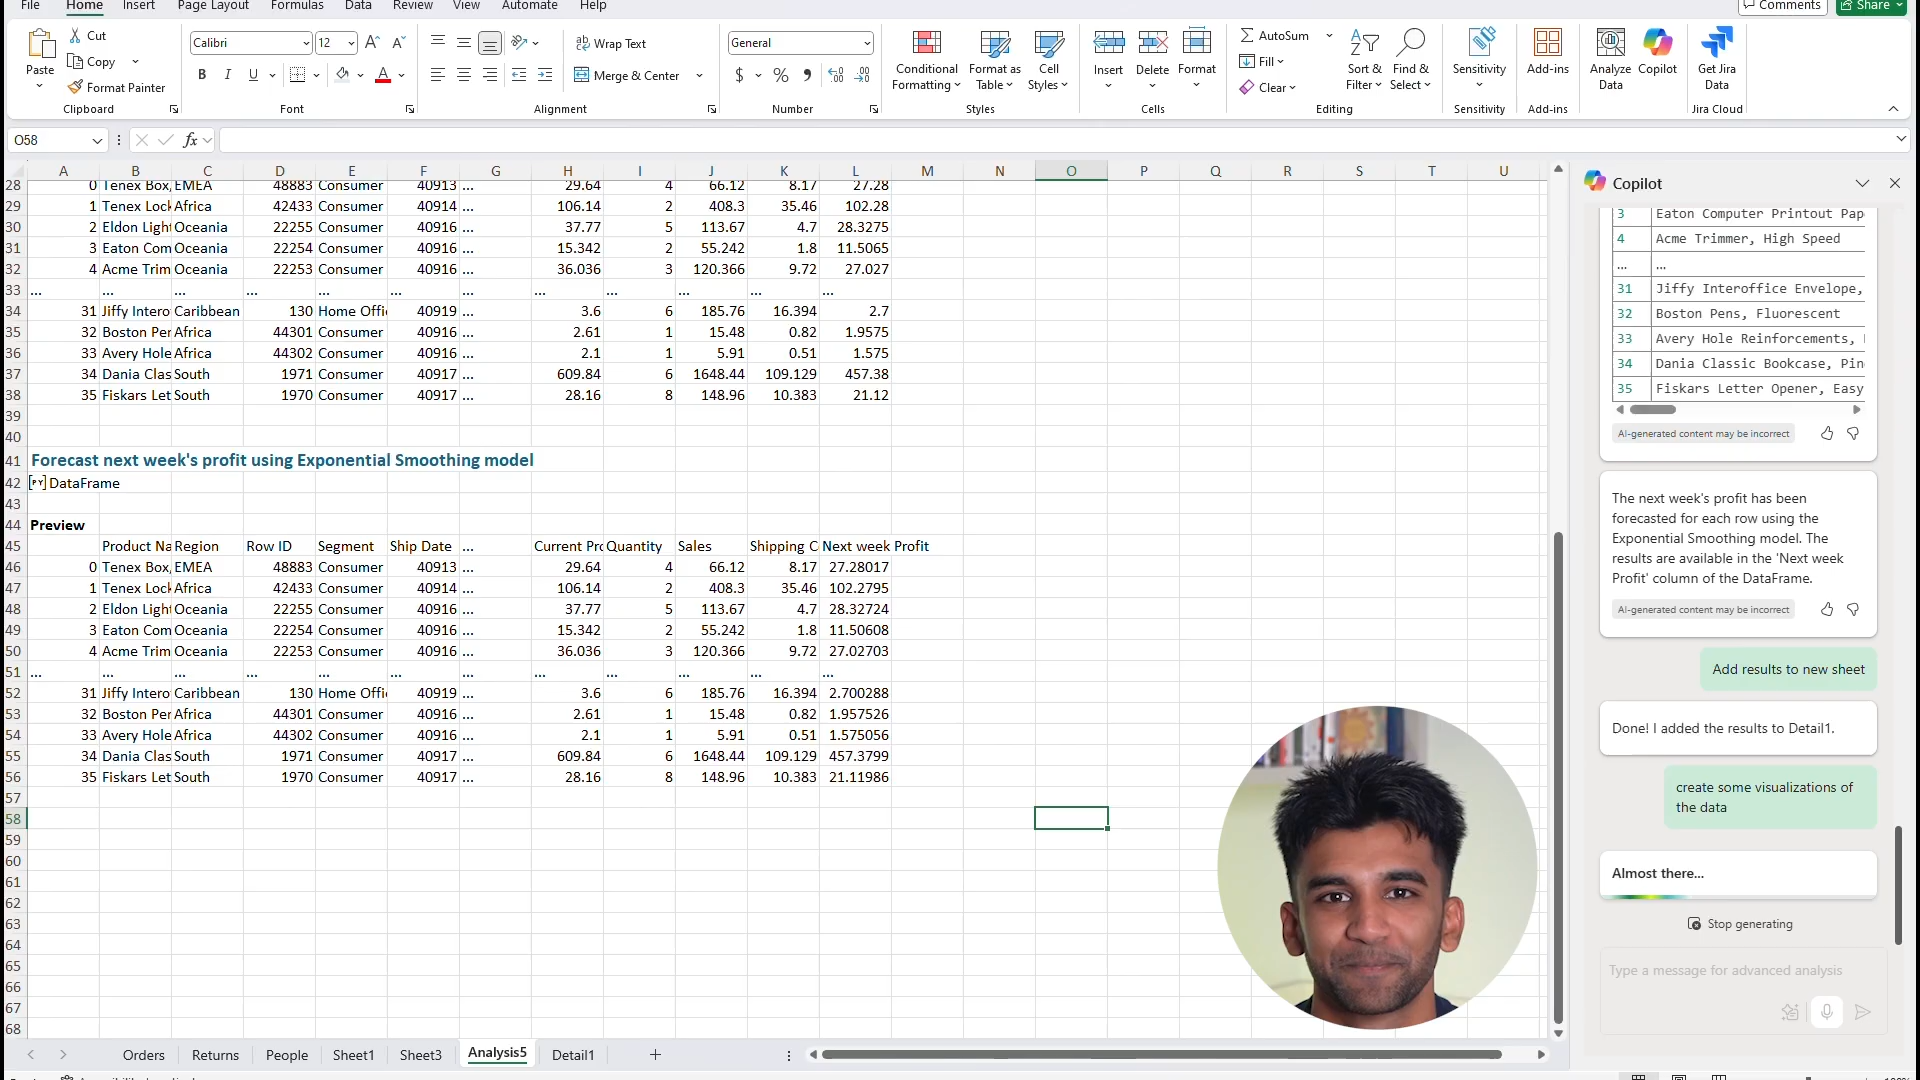 File Home Insert Page Layout Formulas Data Review View Automate Help Comments Share
Paste Cut Copy Format Painter Clipboard
Calibri 12 A A B I U A Font
Wrap Text Merge & Center Alignment
General $ % Number
Conditional Formatting Format as Table Cell Styles Styles
Insert Delete Format Cells
AutoSum Fill Clear Sort & Filter Find & Select Editing
Sensitivity Sensitivity
Add-ins Add-ins
Analyze Data Copilot
Get Jira Data Jira Cloud
O58 fx
A B C D E F G H I J K L M N O P Q R S T U
28 0 Tenex Box, EMEA 48883 Consumer 40913 ... 29.64 4 66.12 8.17 27.28
29 1 Tenex Lock Africa 42433 Consumer 40914 ... 106.14 2 408.3 35.46 102.28
30 2 Eldon Light Oceania 22255 Consumer 40916 ... 37.77 5 113.67 4.7 28.3275
31 3 Eaton Com Oceania 22254 Consumer 40916 ... 15.342 2 55.242 1.8 11.5065
32 4 Acme Trim Oceania 22253 Consumer 40916 ... 36.036 3 120.366 9.72 27.027
33 ... ... ... ... ... ... ... ... ... ... ... ...
34 31 Jiffy Intero Caribbean 130 Home Offi 40919 ... 3.6 6 185.76 16.394 2.7
35 32 Boston Per Africa 44301 Consumer 40916 ... 2.61 1 15.48 0.82 1.9575
36 33 Avery Hole Africa 44302 Consumer 40916 ... 2.1 1 5.91 0.51 1.575
37 34 Dania Clas South 1971 Consumer 40917 ... 609.84 6 1648.44 109.129 457.38
38 35 Fiskars Let South 1970 Consumer 40917 ... 28.16 8 148.96 10.383 21.12
39
40
41 Forecast next week's profit using Exponential Smoothing model
42 [PY] DataFrame
43
44 Preview
45 Product Na Region Row ID Segment Ship Date ... Current Pro Quantity Sales Shipping C Next week Profit
46 0 Tenex Box, EMEA 48883 Consumer 40913 ... 29.64 4 66.12 8.17 27.28017
47 1 Tenex Lock Africa 42433 Consumer 40914 ... 106.14 2 408.3 35.46 102.2795
48 2 Eldon Light Oceania 22255 Consumer 40916 ... 37.77 5 113.67 4.7 28.32724
49 3 Eaton Com Oceania 22254 Consumer 40916 ... 15.342 2 55.242 1.8 11.50608
50 4 Acme Trim Oceania 22253 Consumer 40916 ... 36.036 3 120.366 9.72 27.02703
51 ... ... ... ... ... ... ... ... ... ... ... ...
52 31 Jiffy Intero Caribbean 130 Home Offi 40919 ... 3.6 6 185.76 16.394 2.700288
53 32 Boston Per Africa 44301 Consumer 40916 ... 2.61 1 15.48 0.82 1.957526
54 33 Avery Hole Africa 44302 Consumer 40916 ... 2.1 1 5.91 0.51 1.575056
55 34 Dania Clas South 1971 Consumer 40917 ... 609.84 6 1648.44 109.129 457.3799
56 35 Fiskars Let South 1970 Consumer 40917 ... 28.16 8 148.96 10.383 21.11986
57
58
59
60
61
62
63
64
65
66
67
68
Orders Returns People Sheet1 Sheet3 Analysis5 Detail1
Copilot
3 Eaton Computer Printout Pap
4 Acme Trimmer, High Speed
... ...
31 Jiffy Interoffice Envelope,
32 Boston Pens, Fluorescent
33 Avery Hole Reinforcements,
34 Dania Classic Bookcase, Pin
35 Fiskars Letter Opener, Easy
AI-generated content may be incorrect
The next week's profit has been
forecasted for each row using the
Exponential Smoothing model. The
results are available in the 'Next week
Profit' column of the DataFrame.
AI-generated content may be incorrect
Add results to new sheet
Done! I added the results to Detail1.
create some visualizations of
the data
Almost there...
Stop generating
Type a message for advanced analysis